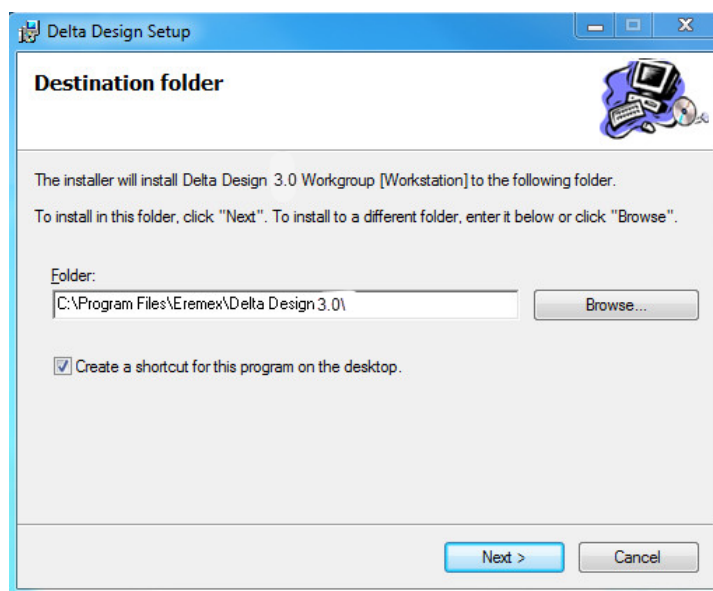 Delta Design Setup
Destination folder
The installer will install Delta Design 3.0 Workgroup [Workstation] to the following folder.
To install in this folder, click "Next". To install to a different folder, enter it below or click "Browse".
Folder:
C:\Program Files\Eremex\Delta Design 3.0\
Browse...
Create a shortcut for this program on the desktop.
Next >
Cancel